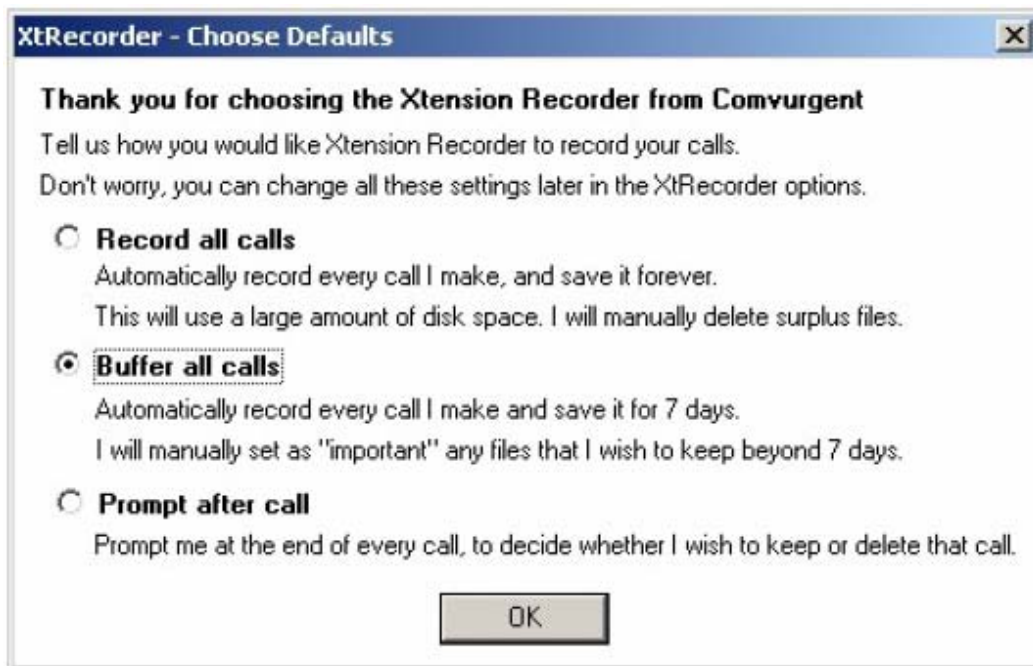 XtRecorder - Choose Defaults
Thank you for choosing the Xtension Recorder from Comvurgent
Tell us how you would like Xtension Recorder to record your calls.
Don't worry, you can change all these settings later in the XtRecorder options.
Record all calls
Automatically record every call I make, and save it forever.
This will use a large amount of disk space. I will manually delete surplus files.
Buffer all calls
Automatically record every call I make and save it for 7 days.
I will manually set as "important" any files that I wish to keep beyond 7 days.
Prompt after call
Prompt me at the end of every call, to decide whether I wish to keep or delete that call.
OK